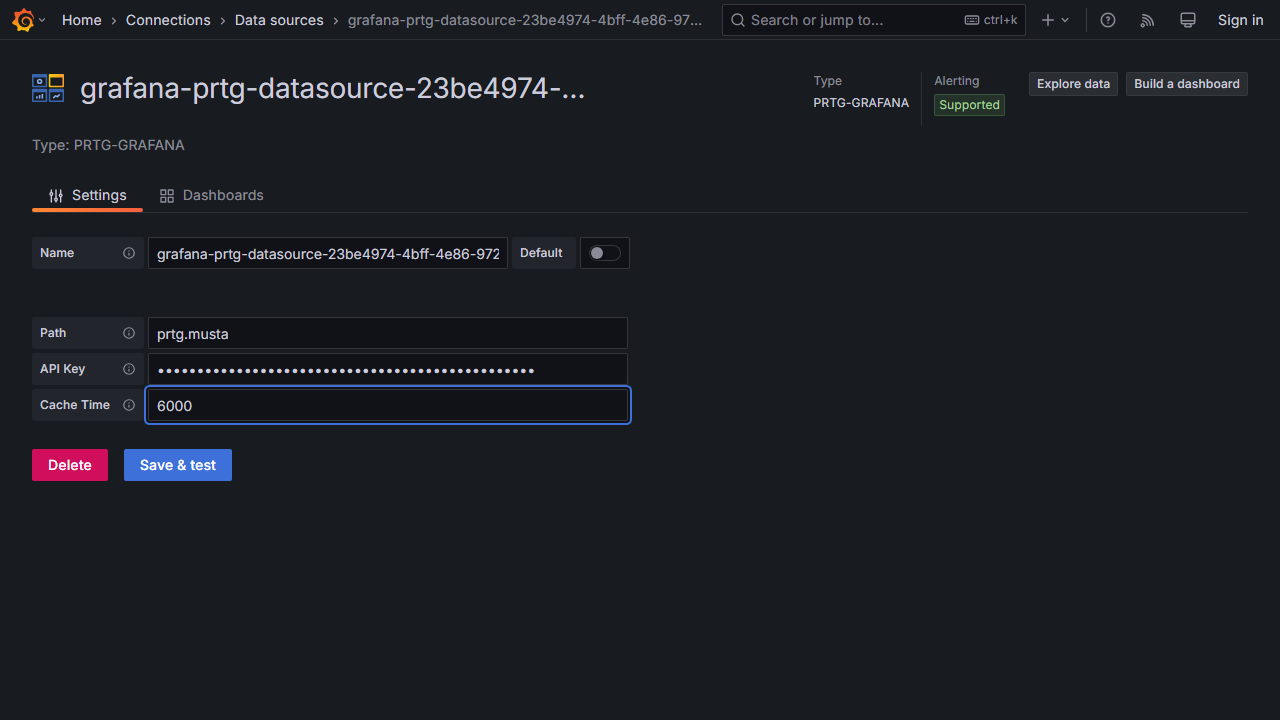 Home › Connections › Data sources › grafana-prtg-datasource-23be4974-4bff-4e86-97... Search or jump to... ctrl+k Sign in
grafana-prtg-datasource-23be4974-...
Type
PRTG-GRAFANA
Alerting
Supported
Explore data
Build a dashboard
Type: PRTG-GRAFANA
Settings Dashboards
Name grafana-prtg-datasource-23be4974-4bff-4e86-972 Default
Path prtg.musta
API Key ••••••••••••••••••••••••••••••••••••••••••••••••
Cache Time 6000
Delete Save & test